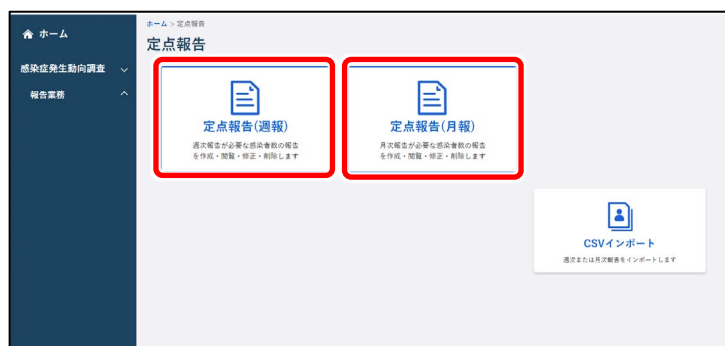 ホーム
感染症発生動向調査
報告業務
ホーム > 定点報告
定点報告
定点報告(週報)
週次報告が必要な感染者数の報告
を作成・閲覧・修正・削除します
定点報告(月報)
月次報告が必要な感染者数の報告
を作成・閲覧・修正・削除します
CSVインポート
週次または月次報告をインポートします